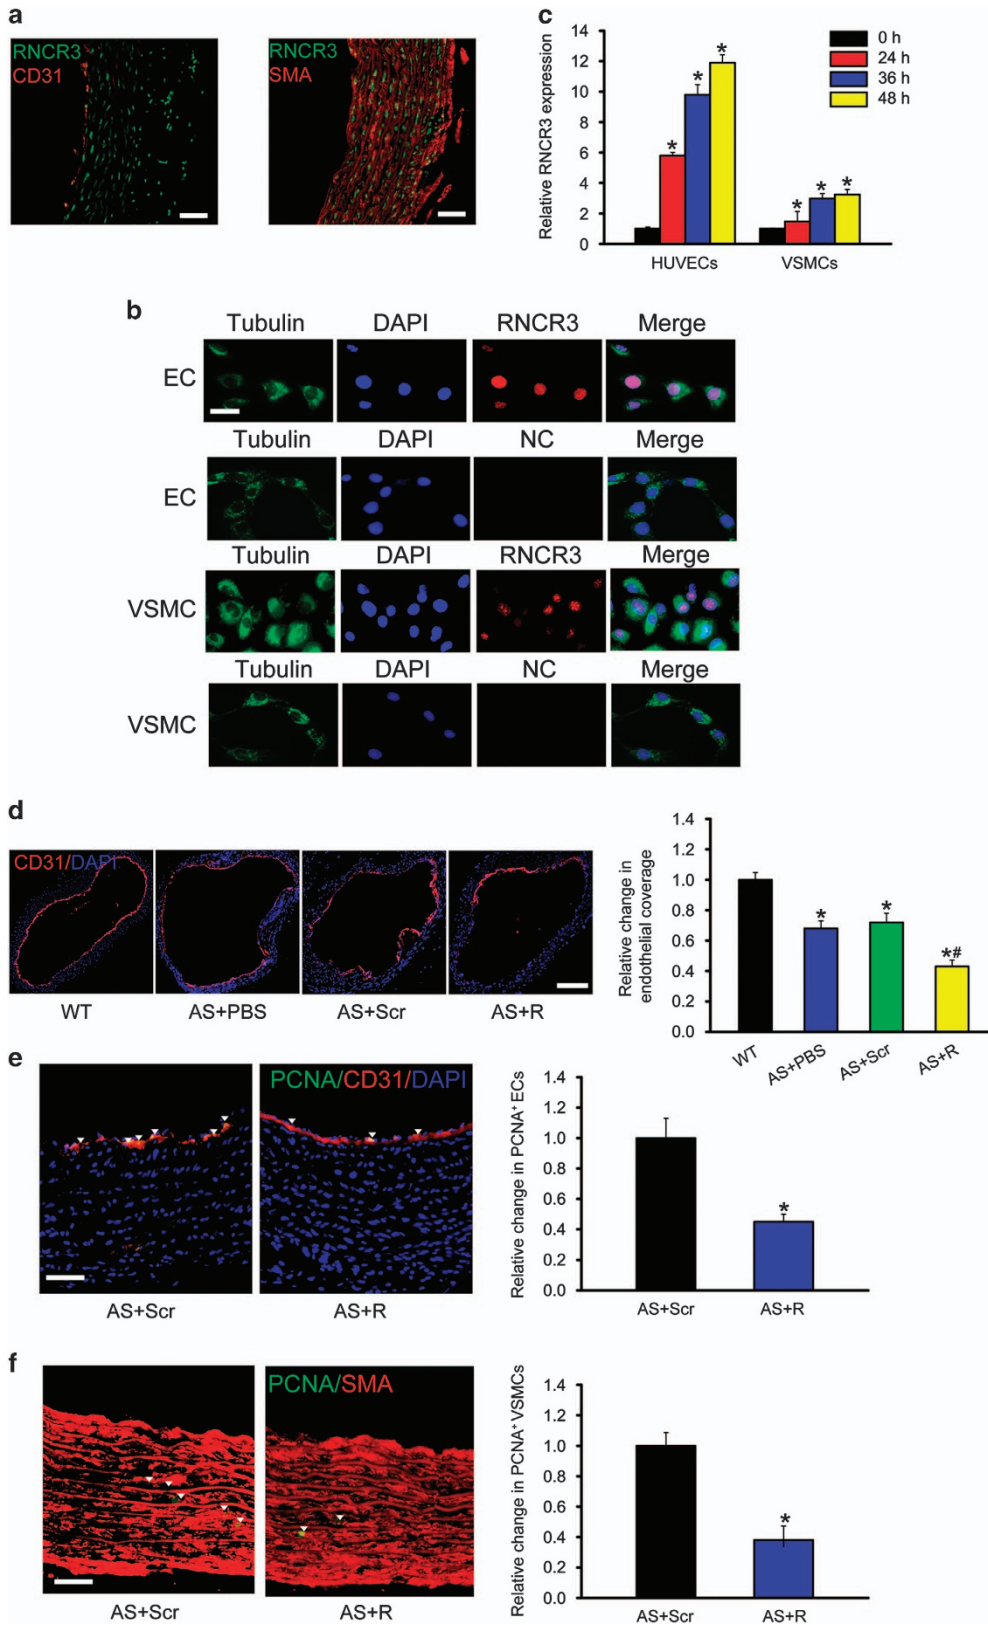 a
RNCR3
CD31
RNCR3
SMA
c
Relative RNCR3 expression
14
12
10
8
6
4
2
0
0 h
24 h
36 h
48 h
*
*
*
*
*
*
HUVECs
VSMCs
b
Tubulin DAPI RNCR3 Merge
EC
Tubulin DAPI NC Merge
EC
Tubulin DAPI RNCR3 Merge
VSMC
Tubulin DAPI NC Merge
VSMC
d
CD31/DAPI
WT
AS+PBS
AS+Scr
AS+R
Relative change in
endothelial coverage
1.4
1.2
1.0
0.8
0.6
0.4
0.2
0.0
*
*
*#
WT
AS+PBS
AS+Scr
AS+R
e
PCNA/CD31/DAPI
AS+Scr
AS+R
Relative change in PCNA+ ECs
1.4
1.2
1.0
0.8
0.6
0.4
0.2
0.0
*
AS+Scr
AS+R
f
PCNA/SMA
AS+Scr
AS+R
Relative change in PCNA+ VSMCs
1.4
1.2
1.0
0.8
0.6
0.4
0.2
0.0
*
AS+Scr
AS+R